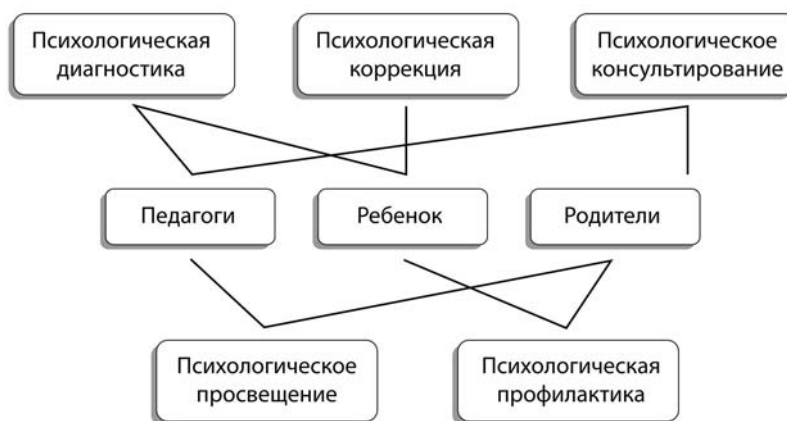 Психологическая
диагностика
Психологическая
коррекция
Психологическое
консультирование
Педагоги
Ребенок
Родители
Психологическое
просвещение
Психологическая
профилактика